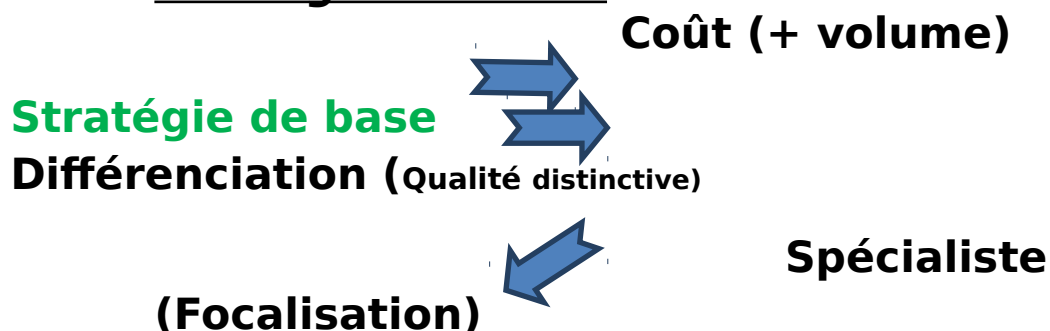 Coût (+ volume)
Stratégie de base
Différenciation (Qualité distinctive)
Spécialiste
(Focalisation)